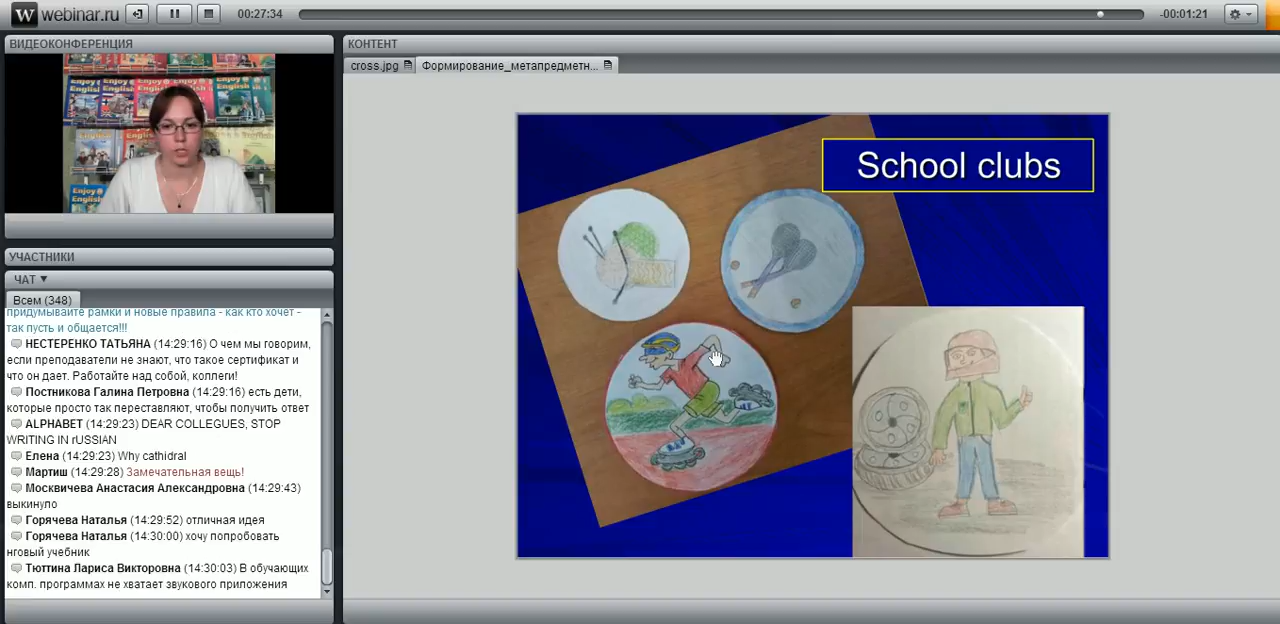 webinar.ru
00:27:34
-00:01:21
ВИДЕОКОНФЕРЕНЦИЯ
Enjoy English
УЧАСТНИКИ
ЧАТ
Всем (348)
придумывайте рамки и новые правила - как кто хочет -
так пусть и общается!!!
НЕСТЕРЕНКО ТАТЬЯНА (14:29:16) О чем мы говорим,
если преподаватели не знают, что такое сертификат и
что он дает. Работайте над собой, коллеги!
Постникова Галина Петровна (14:29:16) есть дети,
которые просто так переставляют, чтобы получить ответ
ALPHABET (14:29:23) DEAR COLLEGUES, STOP
WRITING IN rUSSIAN
Елена (14:29:23) Why cathidral
Мартиш (14:29:28) Замечательная вещь!
Москвичева Анастасия Александровна (14:29:43)
выкинуло
Горячева Наталья (14:29:52) отличная идея
Горячева Наталья (14:30:00) хочу попробовать
нговый учебник
Тюттина Лариса Викторовна (14:30:03) В обучающих
комп. программах не хватает звукового приложения
КОНТЕНТ
cross.jpg
Формирование_метапредметн...
School clubs